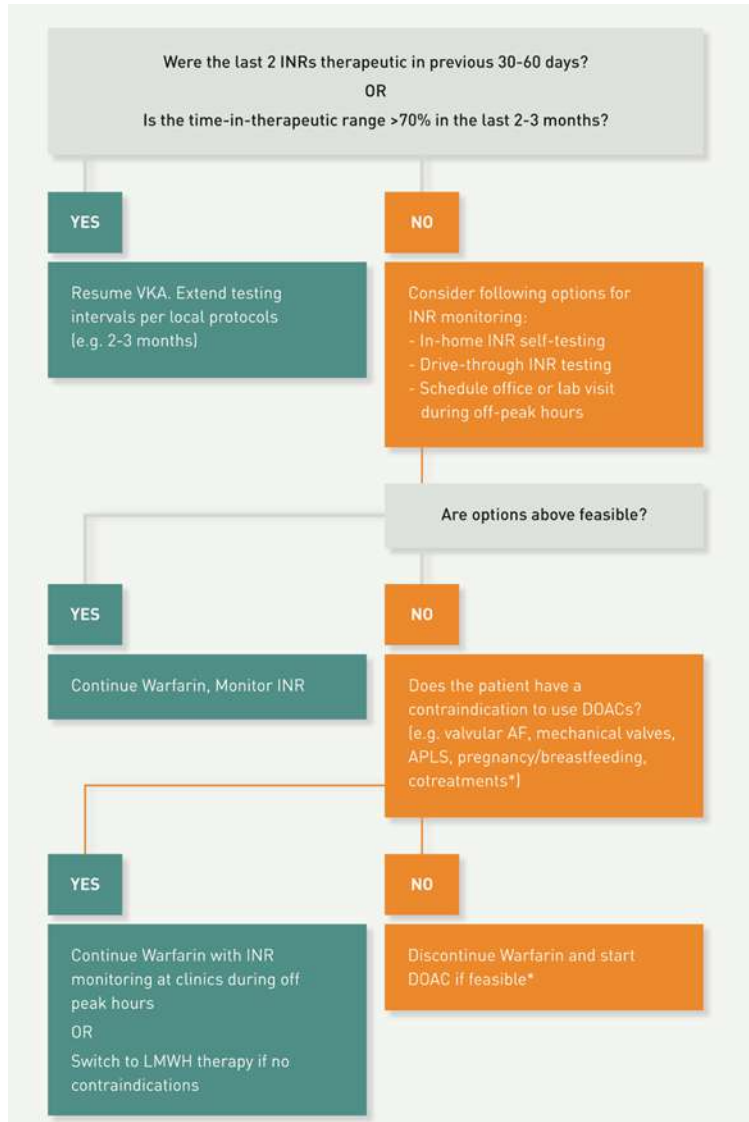 Were the last 2 INRs therapeutic in previous 30-60 days?
OR
Is the time-in-therapeutic range >70% in the last 2-3 months?
YES
NO
Resume VKA. Extend testing
intervals per local protocols
(e.g. 2-3 months)
Consider following options for
INR monitoring:
- In-home INR self-testing
- Drive-through INR testing
- Schedule office or lab visit
during off-peak hours
Are options above feasible?
YES
NO
Continue Warfarin, Monitor INR
Does the patient have a
contraindication to use DOACs?
(e.g. valvular AF, mechanical valves,
APLS, pregnancy/breastfeeding,
cotreatments*)
YES
NO
Continue Warfarin with INR
monitoring at clinics during off
peak hours
OR
Switch to LMWH therapy if no
contraindications
Discontinue Warfarin and start
DOAC if feasible*